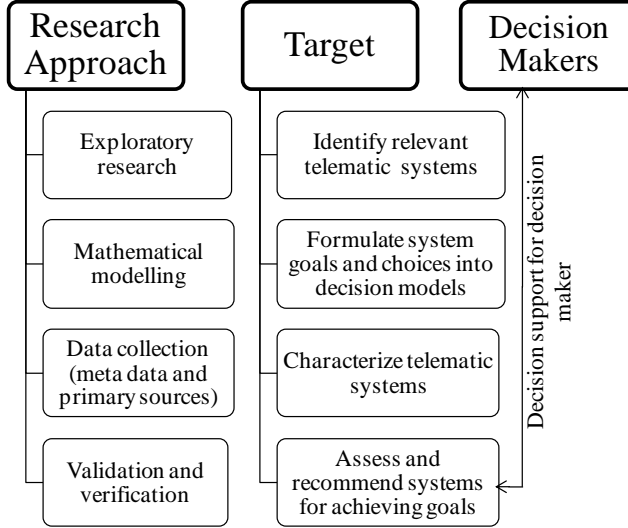 Research
Approach
Exploratory
research
Mathematical
modelling
Data collection
(meta data and
primary sources)
Validation and
verification
Target
Identify relevant
telematic systems
Formulate system
goals and choices into
decision models
Characterize telematic
systems
Assess and
recommend systems
for achieving goals
Decision
Makers
Decision support for decision
maker